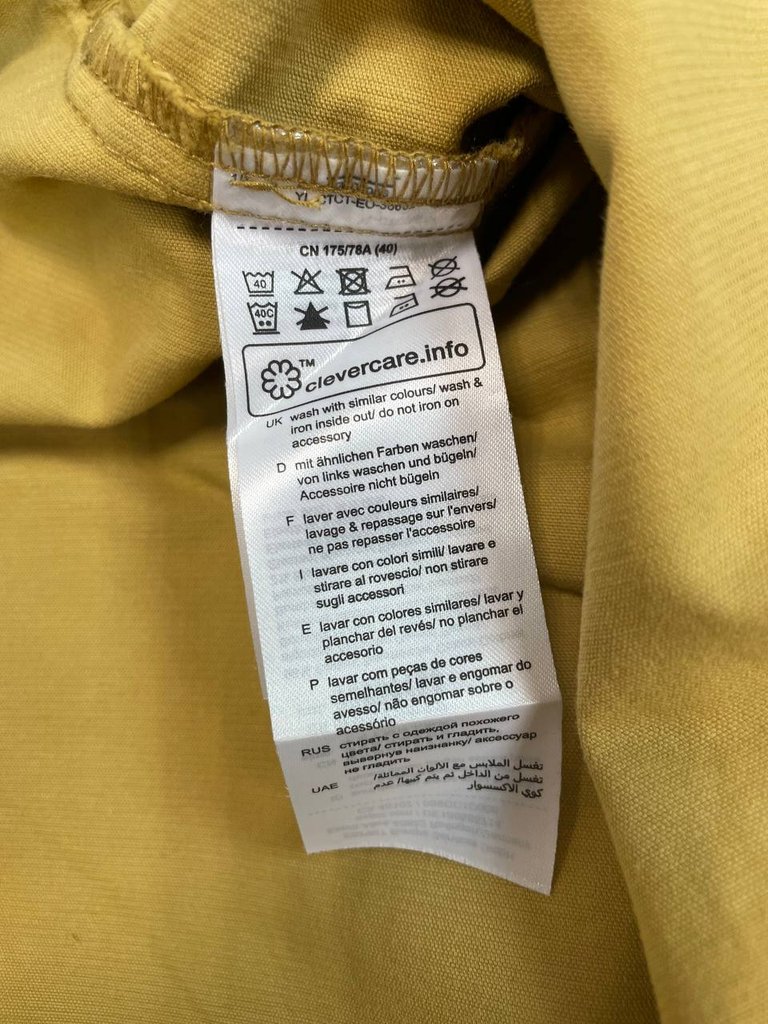 CN 175/78A (40)
40
40C
™
clevercare.info
UK wash with similar colours/ wash &
iron inside out/ do not iron on
accessory
D mit ähnlichen Farben waschen/
von links waschen und bügeln/
Accessoire nicht bügeln
F laver avec couleurs similaires/
lavage & repassage sur l'envers/
ne pas repasser l'accessoire
I lavare con colori simili/ lavare e
stirare al rovescio/ non stirare
sugli accessori
E lavar con colores similares/ lavar y
planchar del revés/ no planchar el
accesorio
P lavar com peças de cores
semelhantes/ lavar e engomar do
avesso/ não engomar sobre o
acessório
RUS стирать с одеждой похожего
цвета/ стирать и гладить,
вывернув наизнанку/ аксессуар
не гладить
تغسل الملابس مع الألوان المماثلة/
UAE تغسل من الداخل ثم يتم كيها/ عدم
كوي الاكسسوار